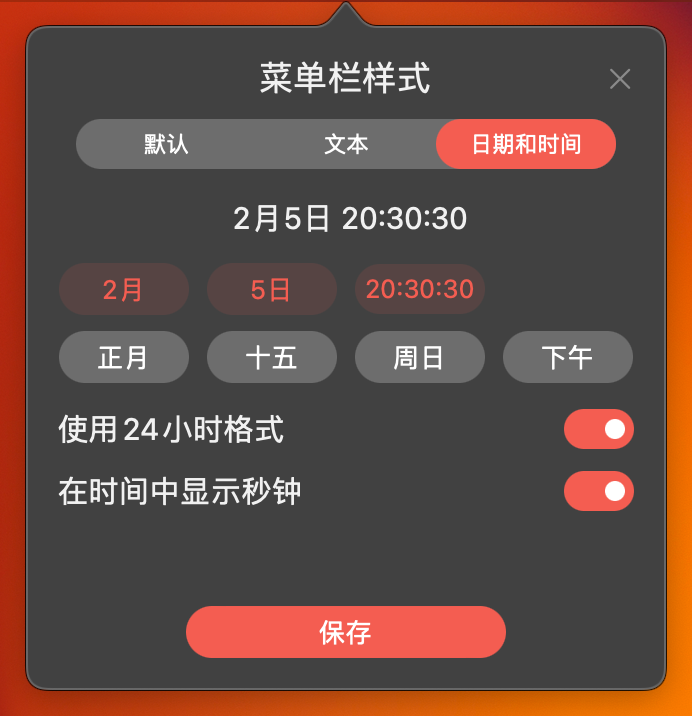 菜单栏样式
默认 文本 日期和时间
2月5日 20:30:30
2月 5日 20:30:30
正月 十五 周日 下午
使用24小时格式
在时间中显示秒钟
保存